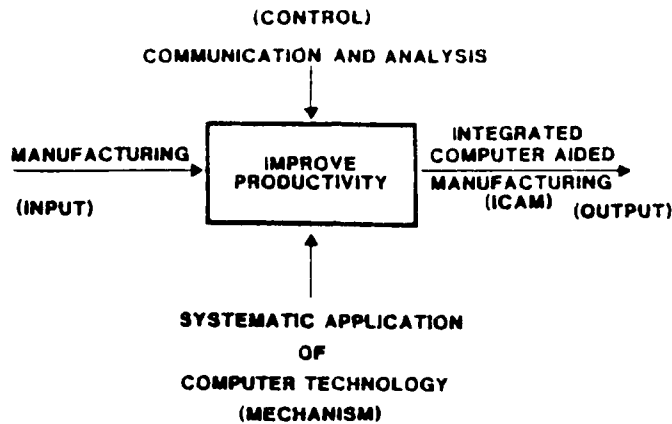 (CONTROL)
COMMUNICATION AND ANALYSIS
MANUFACTURING
(INPUT)
IMPROVE
PRODUCTIVITY
INTEGRATED
COMPUTER AIDED
MANUFACTURING
(ICAM)
(OUTPUT)
SYSTEMATIC APPLICATION
OF
COMPUTER TECHNOLOGY
(MECHANISM)